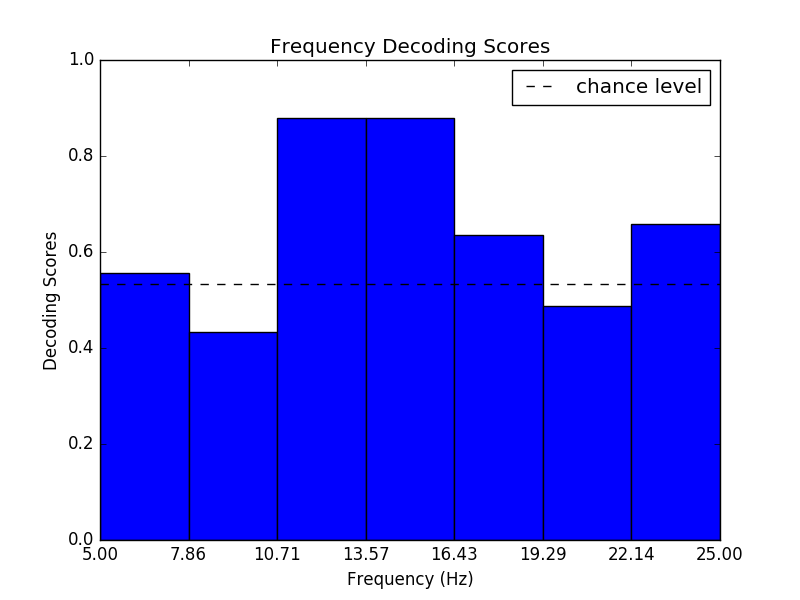 Frequency Decoding Scores
1.0
chance level
0.8
0.6
Decoding Scores
0.4
0.2
0.0
5.00 7.86 10.71 13.57 16.43 19.29 22.14 25.00
Frequency (Hz)